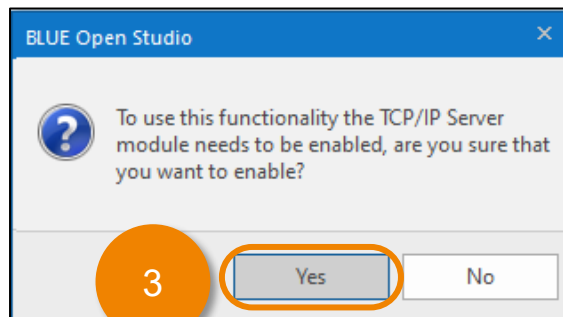 BLUE Open Studio
To use this functionality the TCP/IP Server
module needs to be enabled, are you sure that
you want to enable?
3
Yes
No